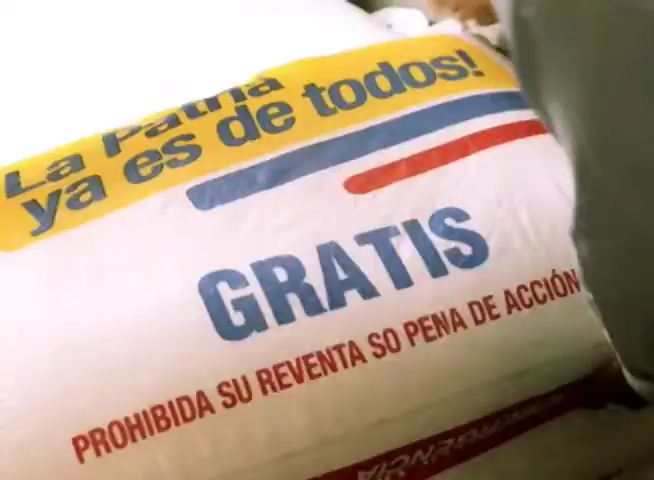 La Patria
ya es de todos!
GRATIS
PROHIBIDA SU REVENTA SO PENA DE ACCIÓN